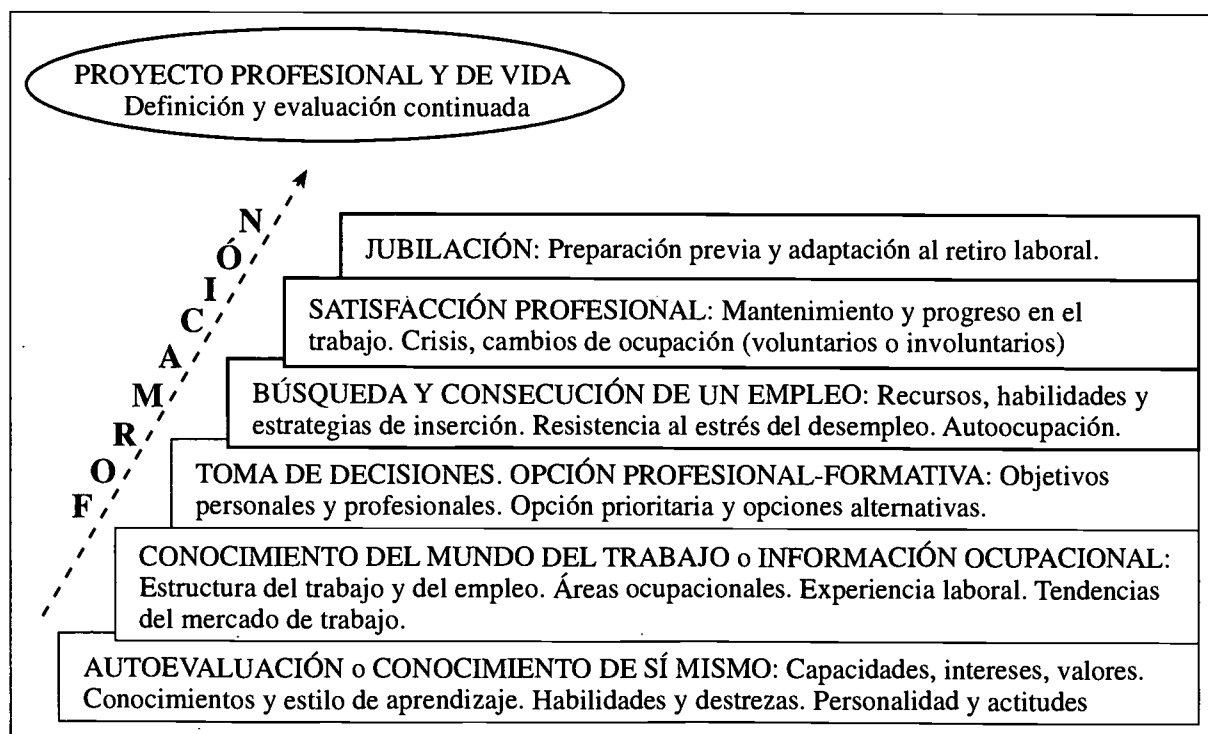 PROYECTO PROFESIONAL Y DE VIDA
Definición y evaluación continuada
FORMACIÓN
JUBILACIÓN: Preparación previa y adaptación al retiro laboral.
SATISFACCIÓN PROFESIONAL: Mantenimiento y progreso en el
trabajo. Crisis, cambios de ocupación (voluntarios o involuntarios)
BÚSQUEDA Y CONSECUCIÓN DE UN EMPLEO: Recursos, habilidades y
estrategias de inserción. Resistencia al estrés del desempleo. Autoocupación.
TOMA DE DECISIONES. OPCIÓN PROFESIONAL-FORMATIVA: Objetivos
personales y profesionales. Opción prioritaria y opciones alternativas.
CONOCIMIENTO DEL MUNDO DEL TRABAJO o INFORMACIÓN OCUPACIONAL:
Estructura del trabajo y del empleo. Áreas ocupacionales. Experiencia laboral. Tendencias
del mercado de trabajo.
AUTOEVALUACIÓN o CONOCIMIENTO DE SÍ MISMO: Capacidades, intereses, valores.
Conocimientos y estilo de aprendizaje. Habilidades y destrezas. Personalidad y actitudes